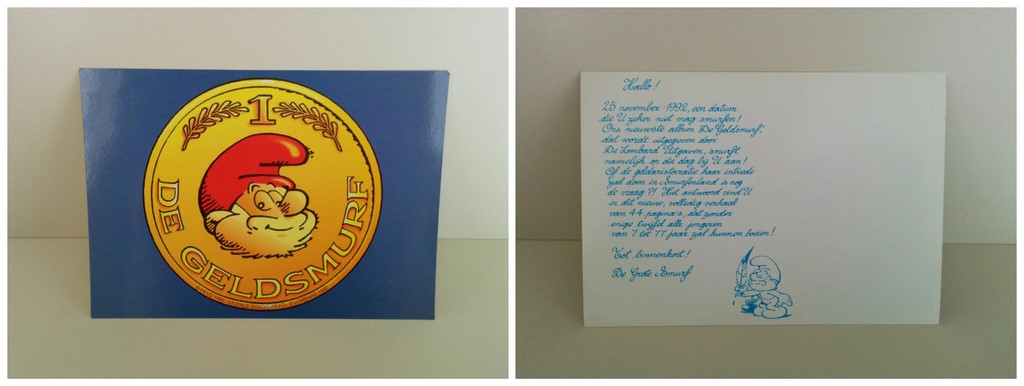 1
DE GELDSMURF
Hallo!
25 november 1992, een datum
die U zeker niet mag smurfen!
Ons nieuwste album "De Geldsmurf",
dat wordt uitgegeven door
De Lombard Uitgaven, smurft
namelijk op die dag bij U aan!
Of de geldaristocratie haar intrede
zal doen in Smurfenland is nog
de vraag?! Het antwoord vind U
in dit nieuw, volledig verhaal
van 44 pagina's, dat zonder
enige twijfel alle jongeren
van 7 tot 77 jaar zal kunnen boeien!
Tot binnenkort!
De Grote Smurf